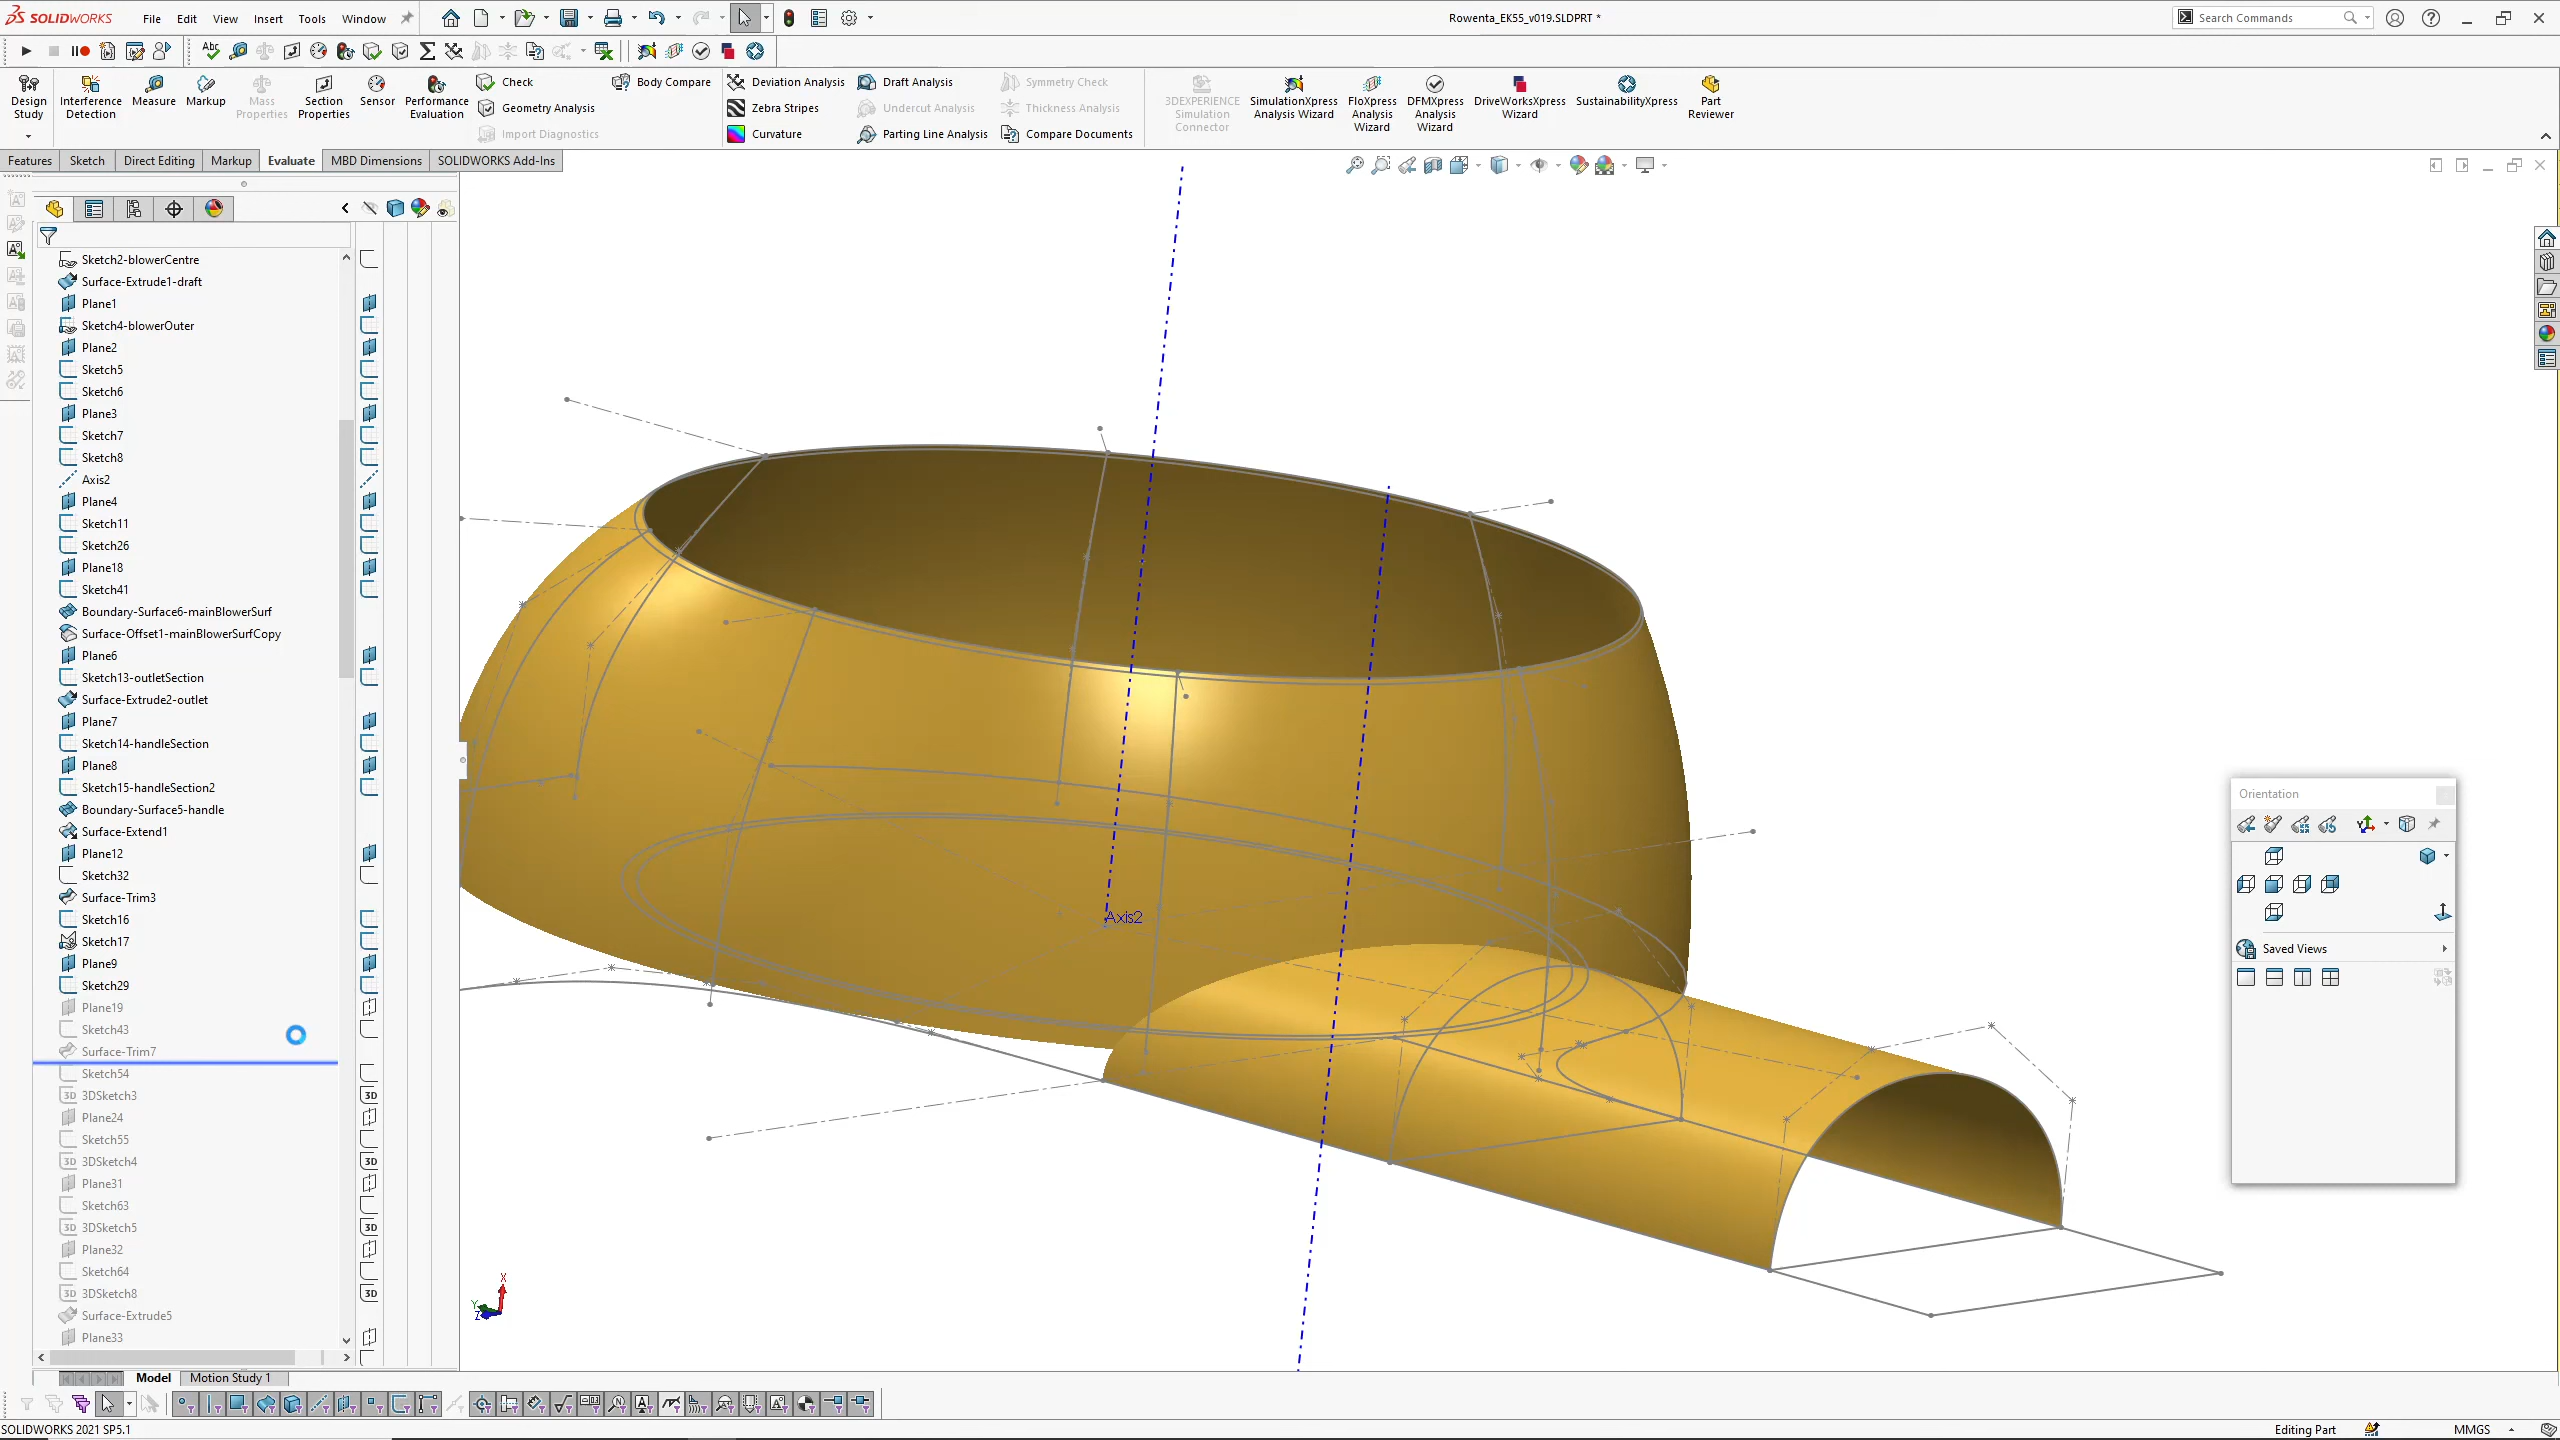 SOLIDWORKS
File Edit View Insert Tools Window
Rowenta_EK55_v019.SLDPRT *
Search Commands
Design Study
Interference Detection
Measure
Markup
Mass Properties
Section Properties
Sensor
Performance Evaluation
Check
Geometry Analysis
Import Diagnostics
Body Compare
Deviation Analysis
Zebra Stripes
Curvature
Draft Analysis
Undercut Analysis
Parting Line Analysis
Symmetry Check
Thickness Analysis
Compare Documents
3DEXPERIENCE Simulation Connector
SimulationXpress Analysis Wizard
FloXpress Analysis Wizard
DFMXpress Analysis Wizard
DriveWorksXpress Wizard
SustainabilityXpress
Part Reviewer
Features Sketch Direct Editing Markup Evaluate MBD Dimensions SOLIDWORKS Add-Ins
Sketch2-blowerCentre
Surface-Extrude1-draft
Plane1
Sketch4-blowerOuter
Plane2
Sketch5
Sketch6
Plane3
Sketch7
Sketch8
Axis2
Plane4
Sketch11
Sketch26
Plane18
Sketch41
Boundary-Surface6-mainBlowerSurf
Surface-Offset1-mainBlowerSurfCopy
Plane6
Sketch13-outletSection
Surface-Extrude2-outlet
Plane7
Sketch14-handleSection
Plane8
Sketch15-handleSection2
Boundary-Surface5-handle
Surface-Extend1
Plane12
Sketch32
Surface-Trim3
Sketch16
Sketch17
Plane9
Sketch29
Plane19
Sketch43
Surface-Trim7
Sketch54
3DSketch3
Plane24
Sketch55
3DSketch4
Plane31
Sketch63
3DSketch5
Plane32
Sketch64
3DSketch8
Surface-Extrude5
Plane33
Axis2
Orientation
Saved Views
X
Y
Z
Model Motion Study 1
SOLIDWORKS 2021 SP5.1
Editing Part
MMGS